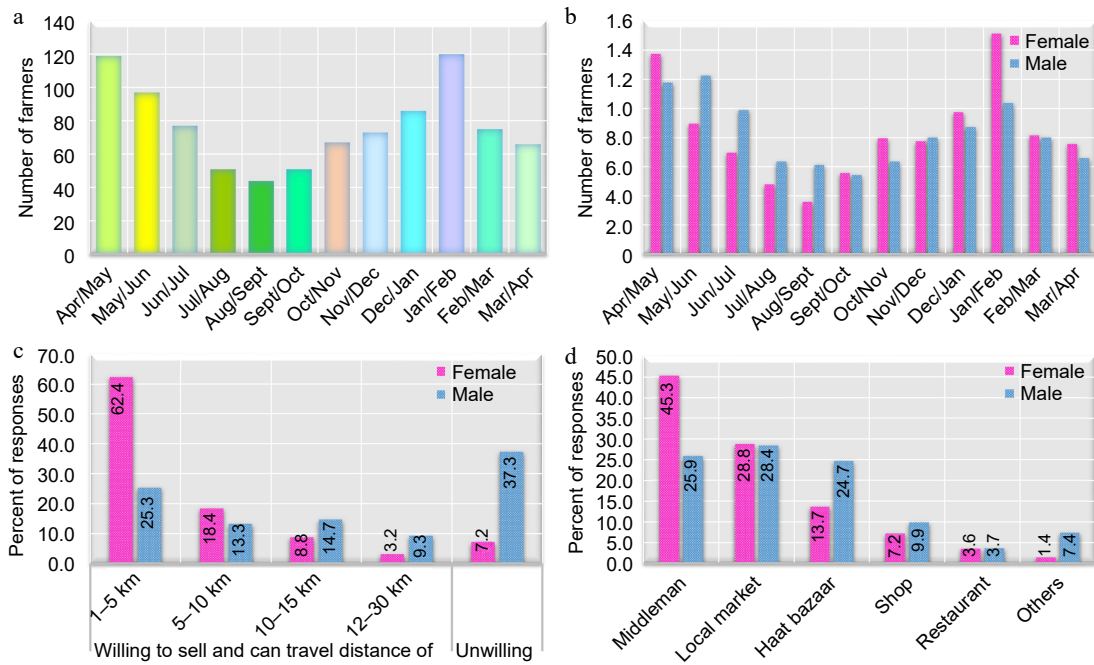 a
Number of farmers
140
120
100
80
60
40
20
0
Apr/May
May/Jun
Jun/Jul
Jul/Aug
Aug/Sept
Sept/Oct
Oct/Nov
Nov/Dec
Dec/Jan
Jan/Feb
Feb/Mar
Mar/Apr
b
Number of farmers
1.6
1.4
1.2
1.0
8.0
6.0
4.0
2.0
0
Female
Male
Apr/May
May/Jun
Jun/Jul
Jul/Aug
Aug/Sept
Sept/Oct
Oct/Nov
Nov/Dec
Dec/Jan
Jan/Feb
Feb/Mar
Mar/Apr
c
Percent of responses
70.0
60.0
50.0
40.0
30.0
20.0
10.0
0.0
Female
Male
62.4
25.3
18.4
13.3
8.8
14.7
3.2
9.3
7.2
37.3
1–5 km
5–10 km
10–15 km
12–30 km
Willing to sell and can travel distance of
Unwilling
d
Percent of responses
50.0
45.0
40.0
35.0
30.0
25.0
20.0
15.0
10.0
5.0
0.0
Female
Male
45.3
25.9
28.8
28.4
13.7
24.7
7.2
9.9
3.6
3.7
1.4
7.4
Middleman
Local market
Haat bazaar
Shop
Restaurant
Others